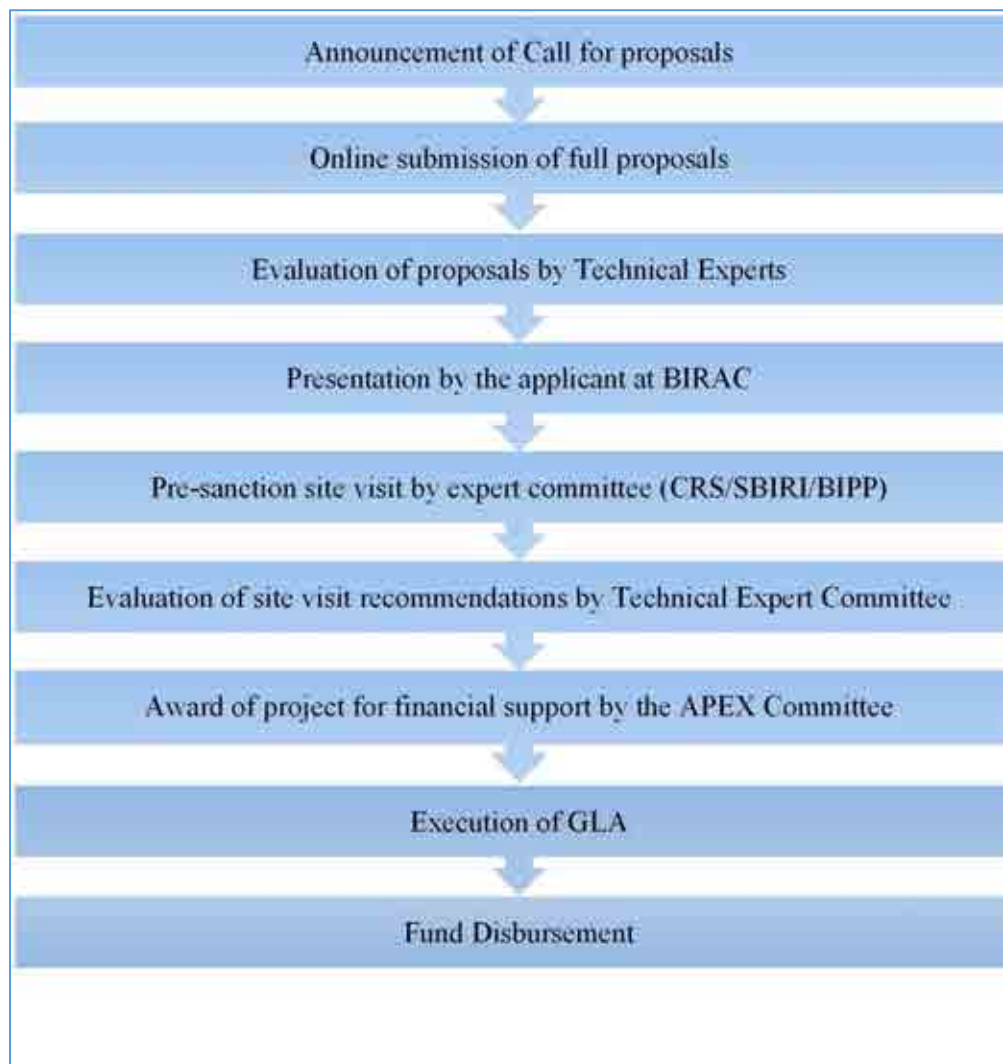 Announcement of Call for proposals
Online submission of full proposals
Evaluation of proposals by Technical Experts
Presentation by the applicant at BIRAC
Pre-sanction site visit by expert committee (CRS/SBIRI/BIPP)
Evaluation of site visit recommendations by Technical Expert Committee
Award of project for financial support by the APEX Committee
Execution of GLA
Fund Disbursement